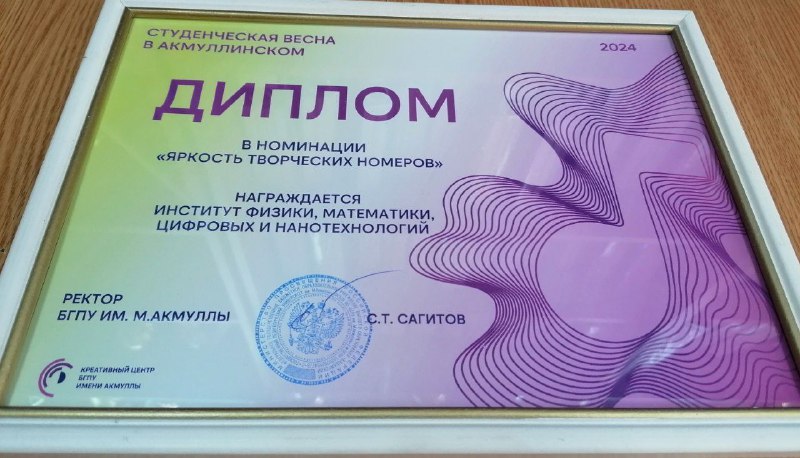 СТУДЕНЧЕСКАЯ ВЕСНА
В АКМУЛЛИНСКОМ
2024
ДИПЛОМ
В НОМИНАЦИИ
«ЯРКОСТЬ ТВОРЧЕСКИХ НОМЕРОВ»
НАГРАЖДАЕТСЯ
ИНСТИТУТ ФИЗИКИ, МАТЕМАТИКИ,
ЦИФРОВЫХ И НАНОТЕХНОЛОГИЙ
РЕКТОР
БГПУ ИМ. М.АКМУЛЛЫ
С.Т. САГИТОВ
КРЕАТИВНЫЙ ЦЕНТР
БГПУ
ИМЕНИ АКМУЛЛЫ